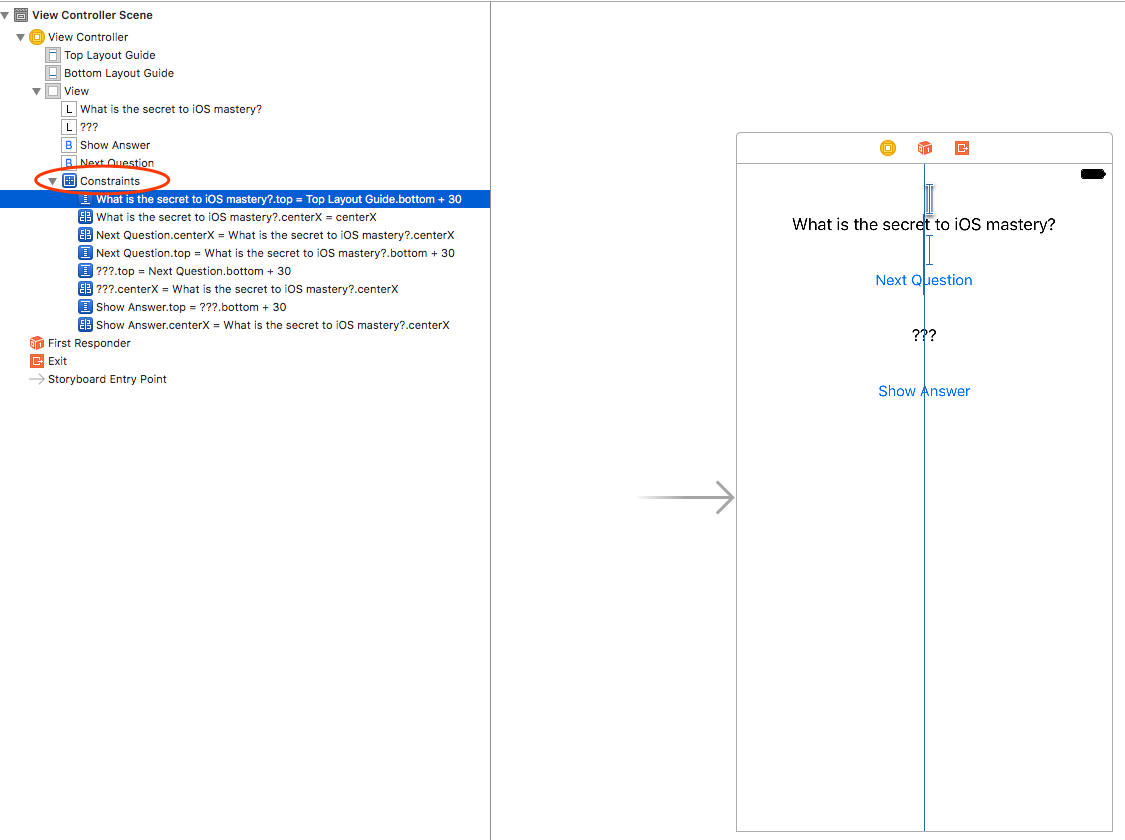 View Controller Scene
View Controller
Top Layout Guide
Bottom Layout Guide
View
L What is the secret to iOS mastery?
L ???
B Show Answer
B Next Question
Constraints
What is the secret to iOS mastery?.top = Top Layout Guide.bottom + 30
What is the secret to iOS mastery?.centerX = centerX
Next Question.centerX = What is the secret to iOS mastery?.centerX
Next Question.top = What is the secret to iOS mastery?.bottom + 30
???.top = Next Question.bottom + 30
???.centerX = What is the secret to iOS mastery?.centerX
Show Answer.top = ???.bottom + 30
Show Answer.centerX = What is the secret to iOS mastery?.centerX
First Responder
Exit
Storyboard Entry Point
What is the secret to iOS mastery?
Next Question
???
Show Answer